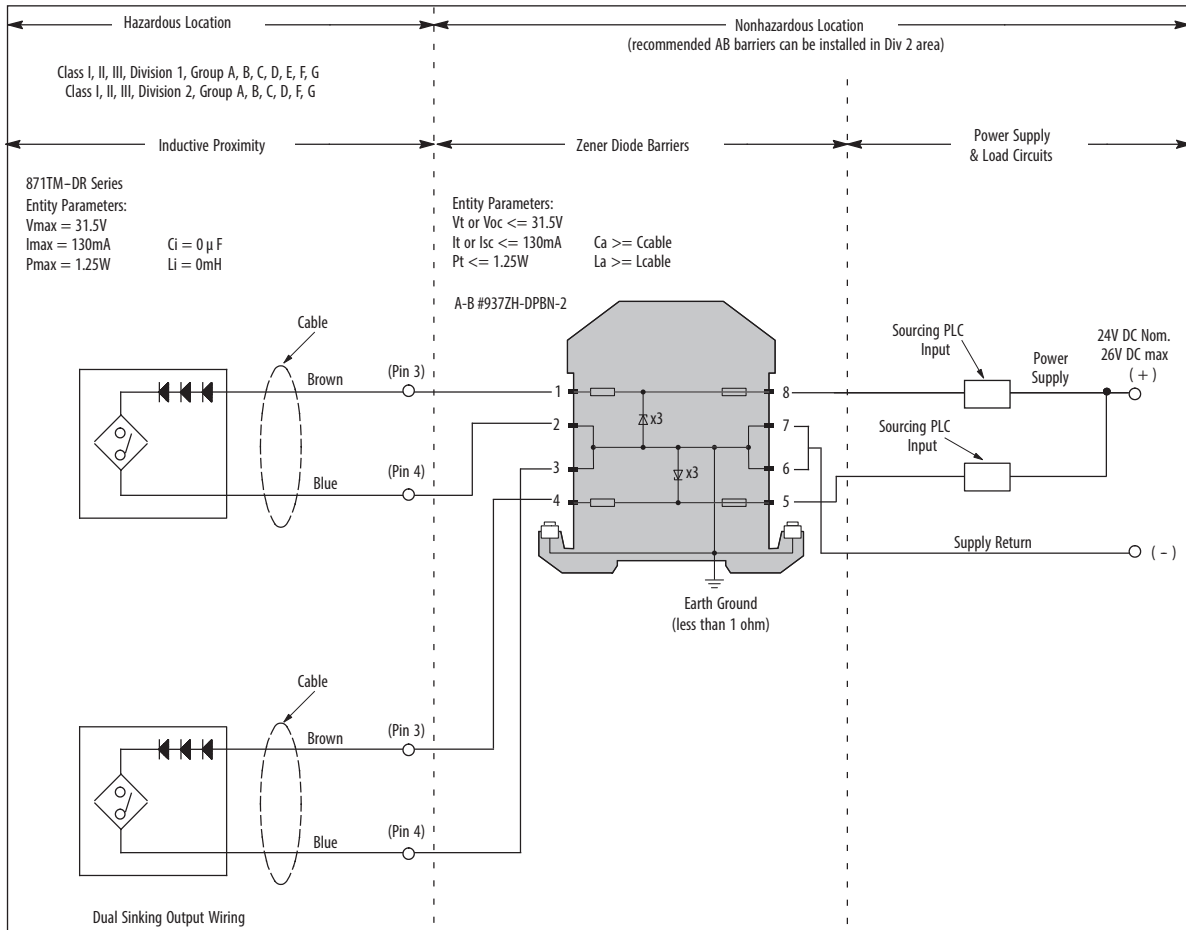 Hazardous Location
Nonhazardous Location
(recommended AB barriers can be installed in Div 2 area)
Class I, II, III, Division 1, Group A, B, C, D, E, F, G
Class I, II, III, Division 2, Group A, B, C, D, F, G
Inductive Proximity
Zener Diode Barriers
Power Supply
& Load Circuits
871TM–DR Series
Entity Parameters:
Vmax = 31.5V
Imax = 130mA
Ci = 0 µ F
Pmax = 1.25W
Li = 0mH
Entity Parameters:
Vt or Voc <= 31.5V
It or Isc <= 130mA
Ca >= Ccable
Pt <= 1.25W
La >= Lcable
A-B #937ZH-DPBN-2
Cable
Brown
(Pin 3)
Blue
(Pin 4)
1
2
3
4
x3
x3
8
7
6
5
Sourcing PLC
Input
Power
Supply
24V DC Nom.
26V DC max
( + )
Sourcing PLC
Input
Supply Return
( – )
Earth Ground
(less than 1 ohm)
Cable
Brown
(Pin 3)
Blue
(Pin 4)
Dual Sinking Output Wiring